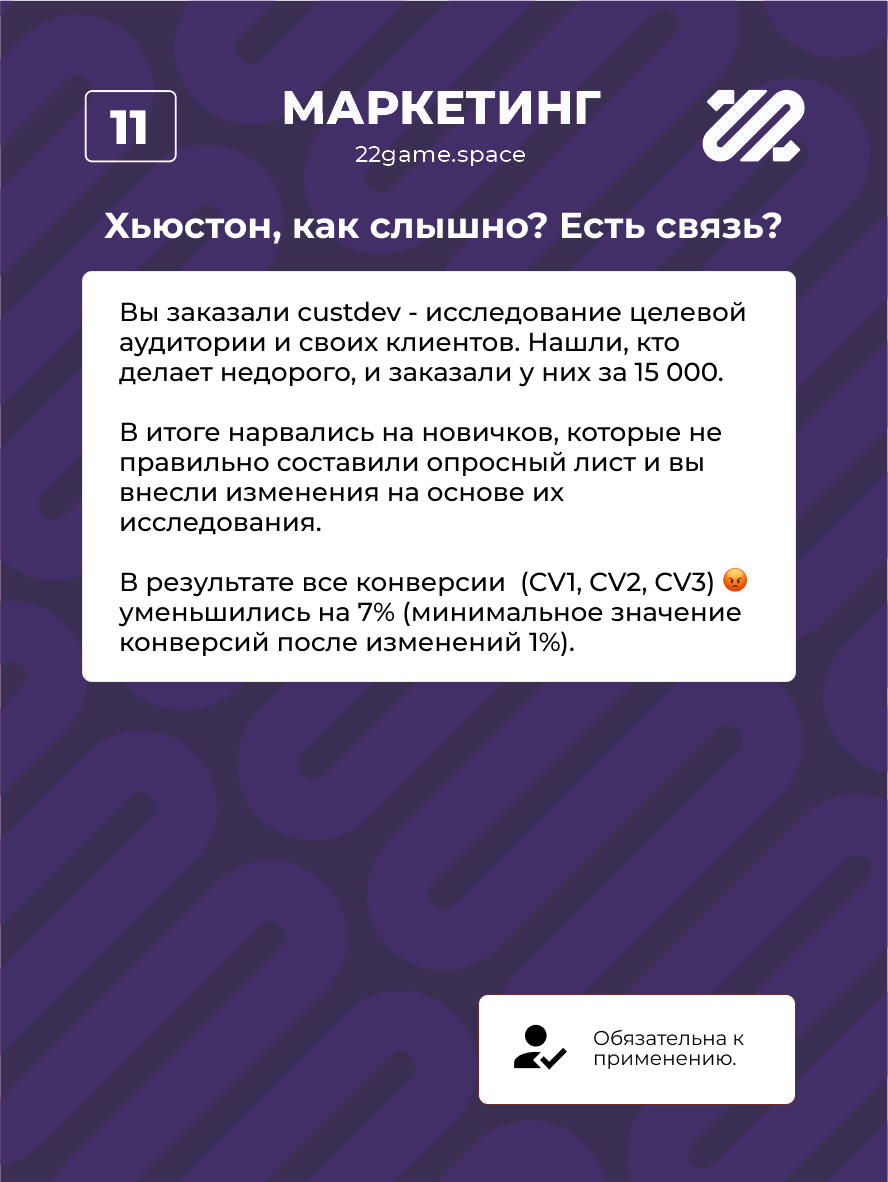 11
МАРКЕТИНГ
22game.space
Хьюстон, как слышно? Есть связь?
Вы заказали custdev - исследование целевой
аудитории и своих клиентов. Нашли, кто
делает недорого, и заказали у них за 15 000.
В итоге нарвались на новичков, которые не
правильно составили опросный лист и вы
внесли изменения на основе их
исследования.
В результате все конверсии  (CV1, CV2, CV3) 😡
уменьшились на 7% (минимальное значение
конверсий после изменений 1%).
Обязательна к
применению.